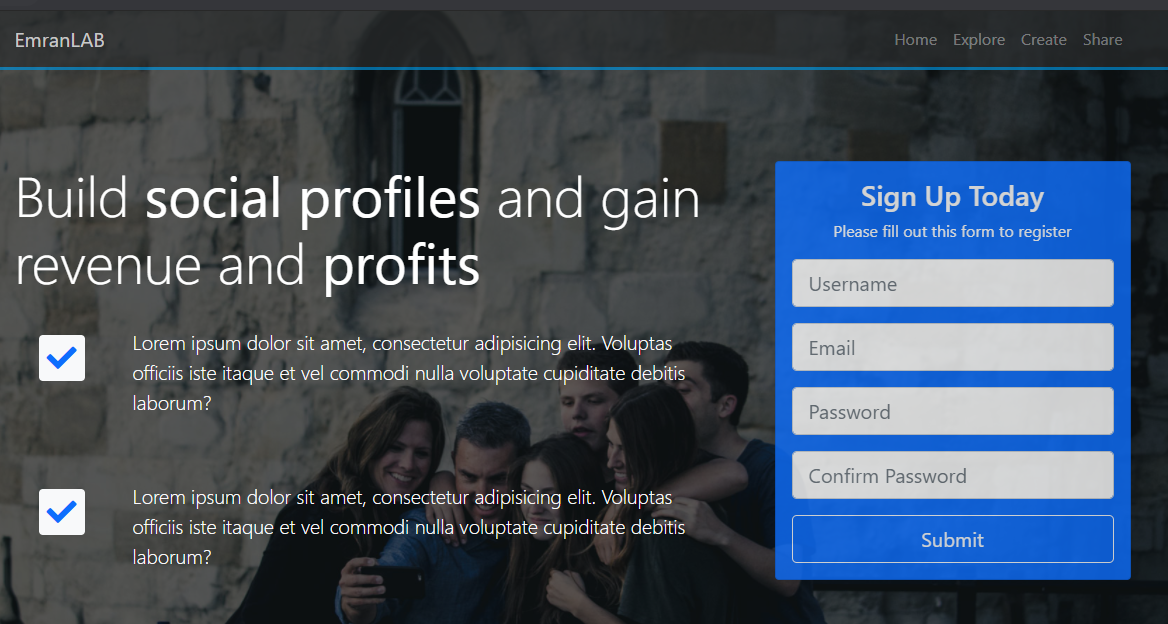 EmranLAB
Home Explore Create Share
Build social profiles and gain
revenue and profits
Lorem ipsum dolor sit amet, consectetur adipisicing elit. Voluptas
officiis iste itaque et vel commodi nulla voluptate cupiditate debitis
laborum?
Lorem ipsum dolor sit amet, consectetur adipisicing elit. Voluptas
officiis iste itaque et vel commodi nulla voluptate cupiditate debitis
laborum?
Sign Up Today
Please fill out this form to register
Username
Email
Password
Confirm Password
Submit